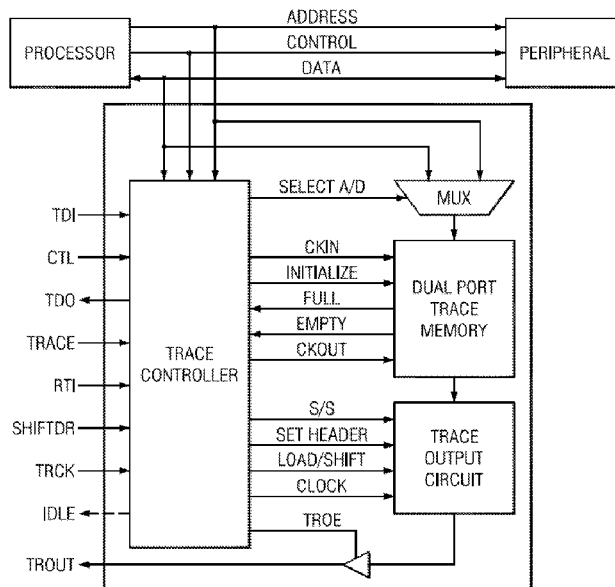 ADDRESS
PROCESSOR
CONTROL
PERIPHERAL
DATA
SELECT A/D
MUX
TDI
CTL
CKIN
INITIALIZE
DUAL PORT
TRACE
MEMORY
TDO
FULL
EMPTY
TRACE
TRACE
CONTROLLER
CKOUT
RTI
S/S
SHIFTDR
SET HEADER
TRACE
OUTPUT
CIRCUIT
LOAD/SHIFT
TRCK
CLOCK
IDLE
TROE
TROUT